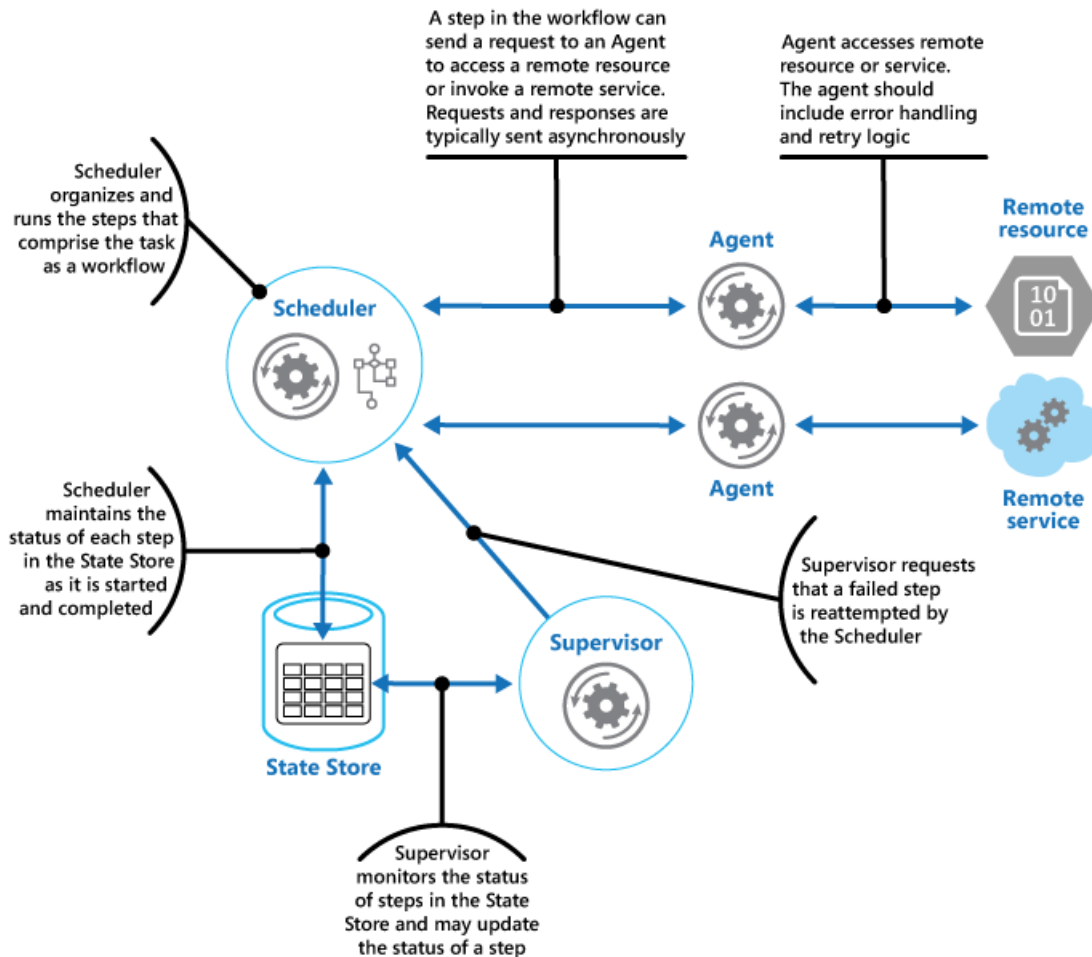 A step in the workflow can
send a request to an Agent
to access a remote resource
or invoke a remote service.
Requests and responses are
typically sent asynchronously
Agent accesses remote
resource or service.
The agent should
include error handling
and retry logic
Scheduler
organizes and
runs the steps that
comprise the task
as a workflow
Remote
resource
Agent
Scheduler
10
01
Agent
Remote
service
Scheduler
maintains the
status of each step
in the State Store
as it is started
and completed
Supervisor requests
that a failed step
is reattempted by
the Scheduler
Supervisor
State Store
Supervisor
monitors the status
of steps in the State
Store and may update
the status of a step